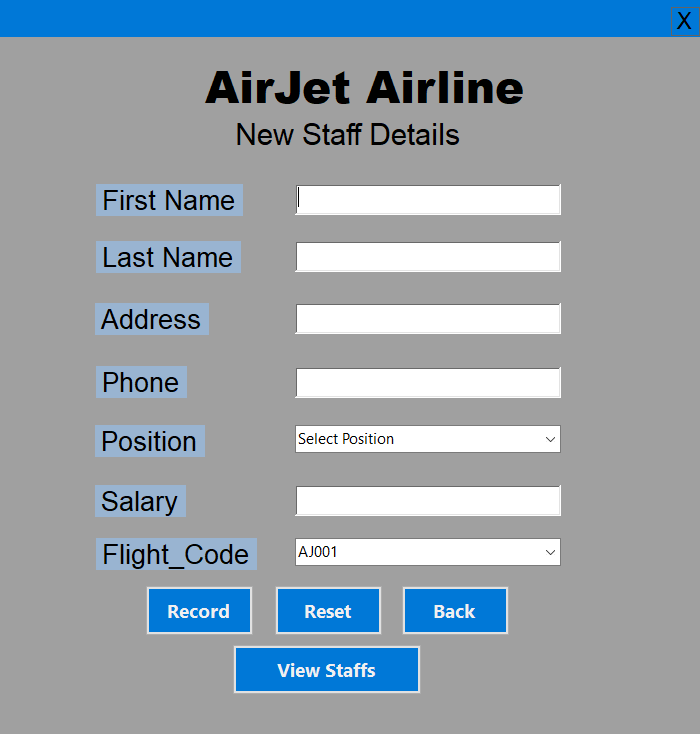 X
AirJet Airline
New Staff Details
First Name
Last Name
Address
Phone
Position Select Position
Salary
Flight_Code AJ001
Record Reset Back
View Staffs